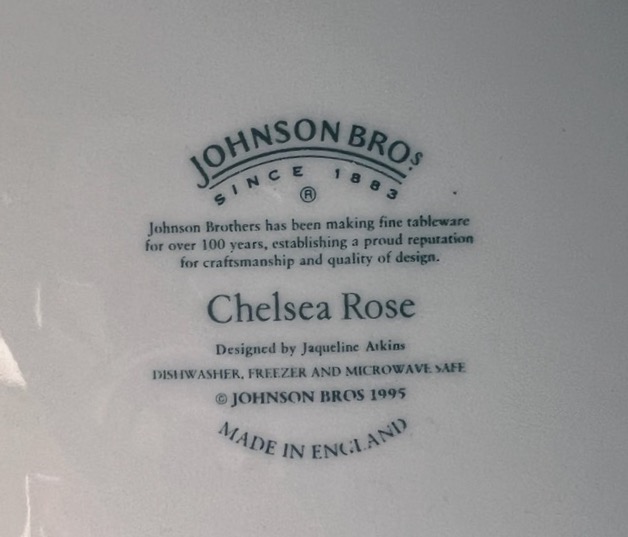 JOHNSON BROS.
SINCE 1883
®
Johnson Brothers has been making fine tableware
for over 100 years, establishing a proud reputation
for craftsmanship and quality of design.
Chelsea Rose
Designed by Jaqueline Atkins
DISHWASHER, FREEZER AND MICROWAVE SAFE
© JOHNSON BROS 1995
MADE IN ENGLAND